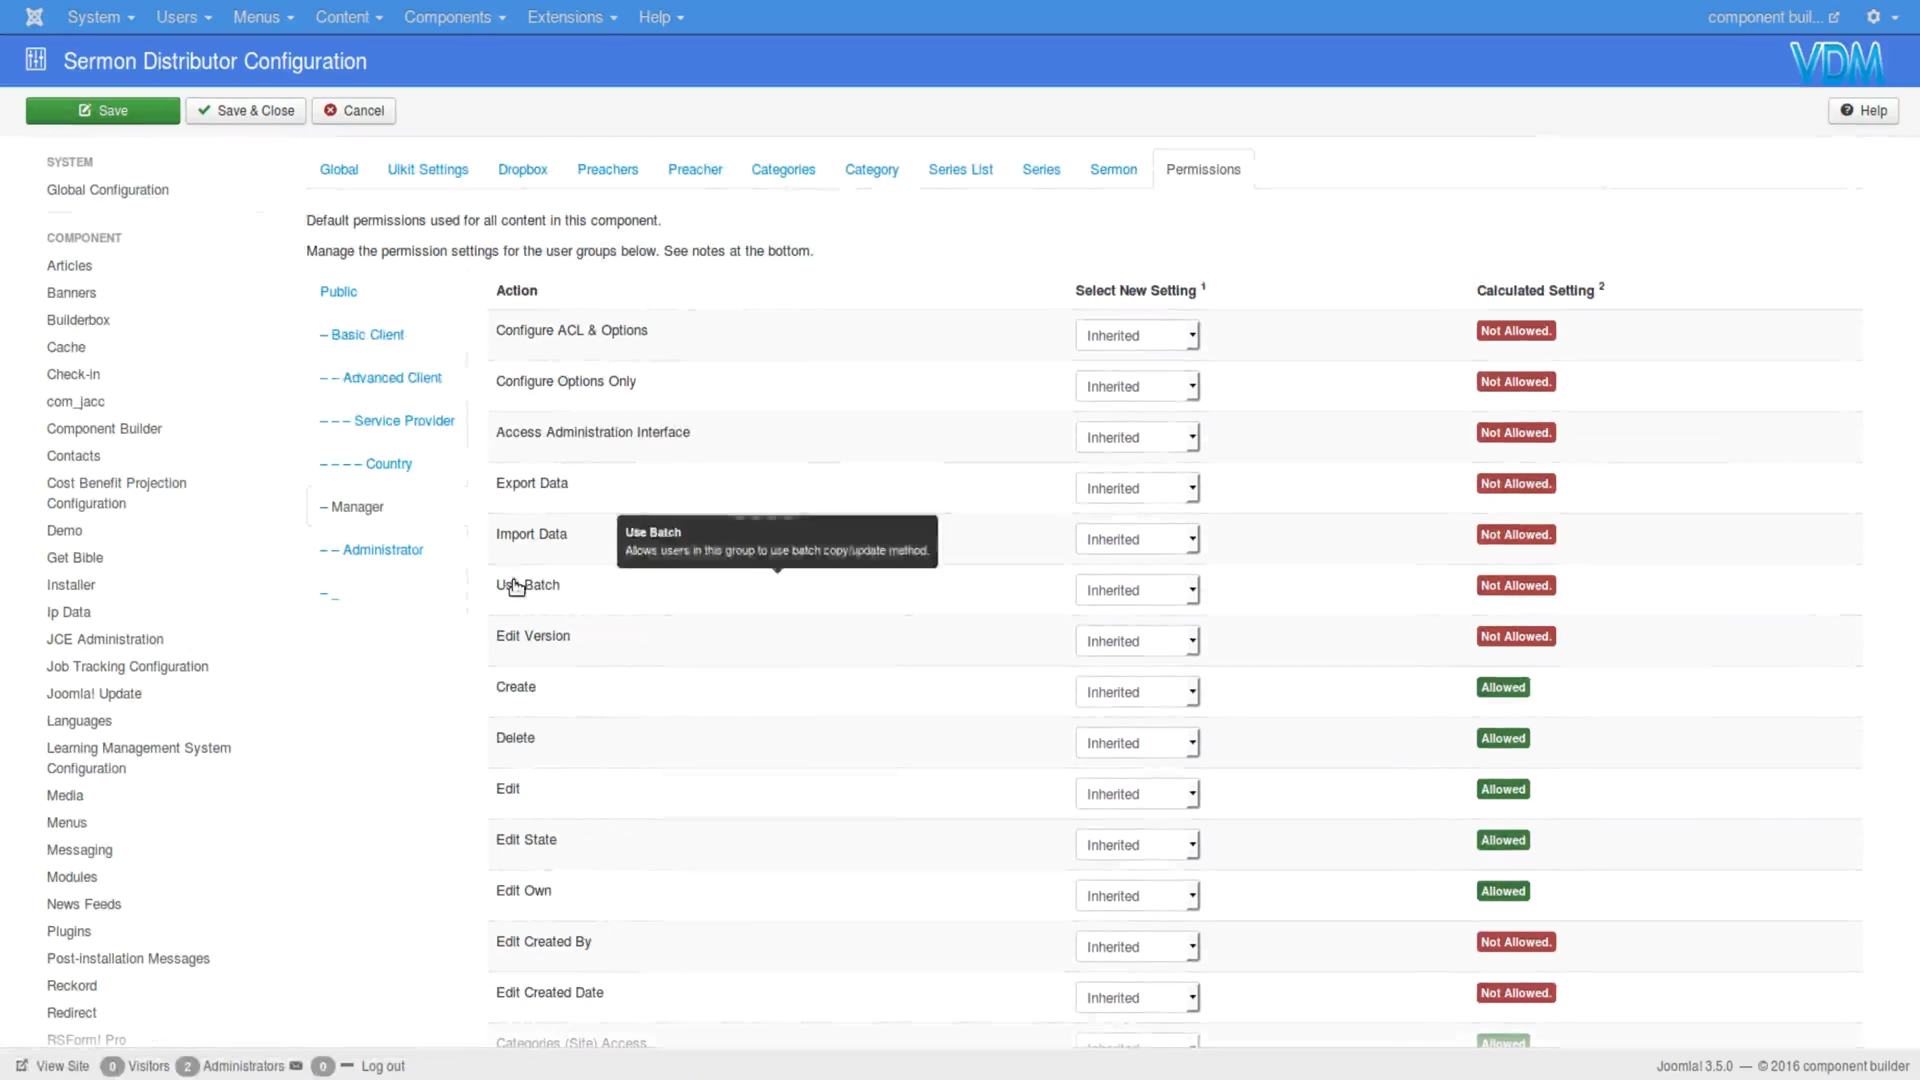 System Users Menus Content Components Extensions Help component buil...
Sermon Distributor Configuration VDM
Save Save & Close Cancel Help
SYSTEM
Global Configuration
COMPONENT
Articles
Banners
Builderbox
Cache
Check-in
com_jacc
Component Builder
Contacts
Cost Benefit Projection
Configuration
Demo
Get Bible
Installer
Ip Data
JCE Administration
Job Tracking Configuration
Joomla! Update
Languages
Learning Management System
Configuration
Media
Menus
Messaging
Modules
News Feeds
Plugins
Post-installation Messages
Reckord
Redirect
RSForm! Pro
Global Uikit Settings Dropbox Preachers Preacher Categories Category Series List Series Sermon Permissions
Default permissions used for all content in this component.
Manage the permission settings for the user groups below. See notes at the bottom.
Public
– Basic Client
– – Advanced Client
– – – Service Provider
– – – – Country
– Manager
– – Administrator
– _
Action Select New Setting 1 Calculated Setting 2
Configure ACL & Options Inherited Not Allowed.
Configure Options Only Inherited Not Allowed.
Access Administration Interface Inherited Not Allowed.
Export Data Inherited Not Allowed.
Import Data Inherited Not Allowed.
Use Batch
Allows users in this group to use batch copy/update method.
Use Batch Inherited Not Allowed.
Edit Version Inherited Not Allowed.
Create Inherited Allowed
Delete Inherited Allowed
Edit Inherited Allowed
Edit State Inherited Allowed
Edit Own Inherited Allowed
Edit Created By Inherited Not Allowed.
Edit Created Date Inherited Not Allowed.
Categories (Site) Access Inherited Allowed
View Site 0 Visitors 2 Administrators 0 Log out Joomla! 3.5.0 — © 2016 component builder